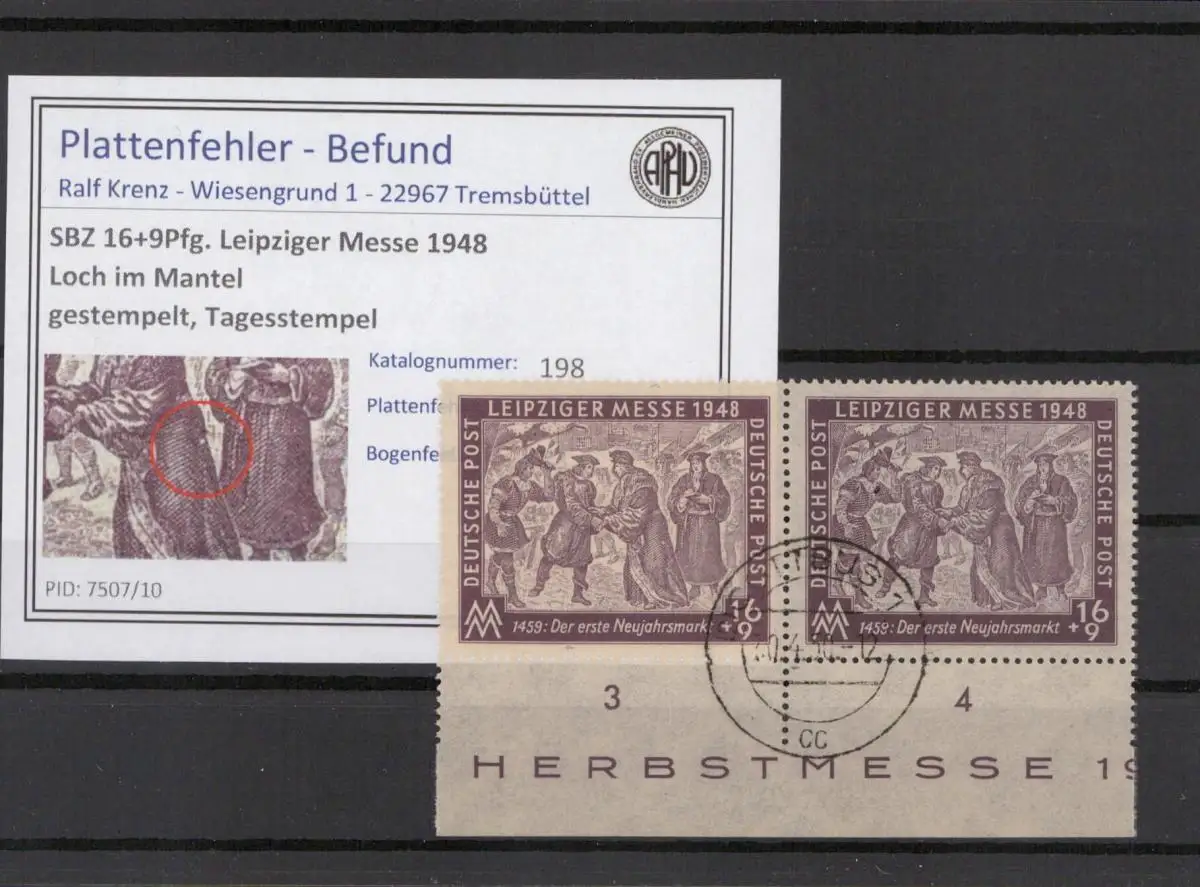 Plattenfehler - Befund
Ralf Krenz - Wiesengrund 1 - 22967 Tremsbüttel
SBZ 16+9Pfg. Leipziger Messe 1948
Loch im Mantel
gestempelt, Tagesstempel
Katalognummer: 198
Plattenfe
Bogenfe
PID: 7507/10
LEIPZIGER MESSE 1948
DEUTSCHE POST
DEUTSCHE POST
1459: Der erste Neujahrsmarkt
16
+9
LEIPZIGER MESSE 1948
DEUTSCHE POST
DEUTSCHE POST
1459: Der erste Neujahrsmarkt
16
+9
cc
3
4
HERBSTMESSE 19